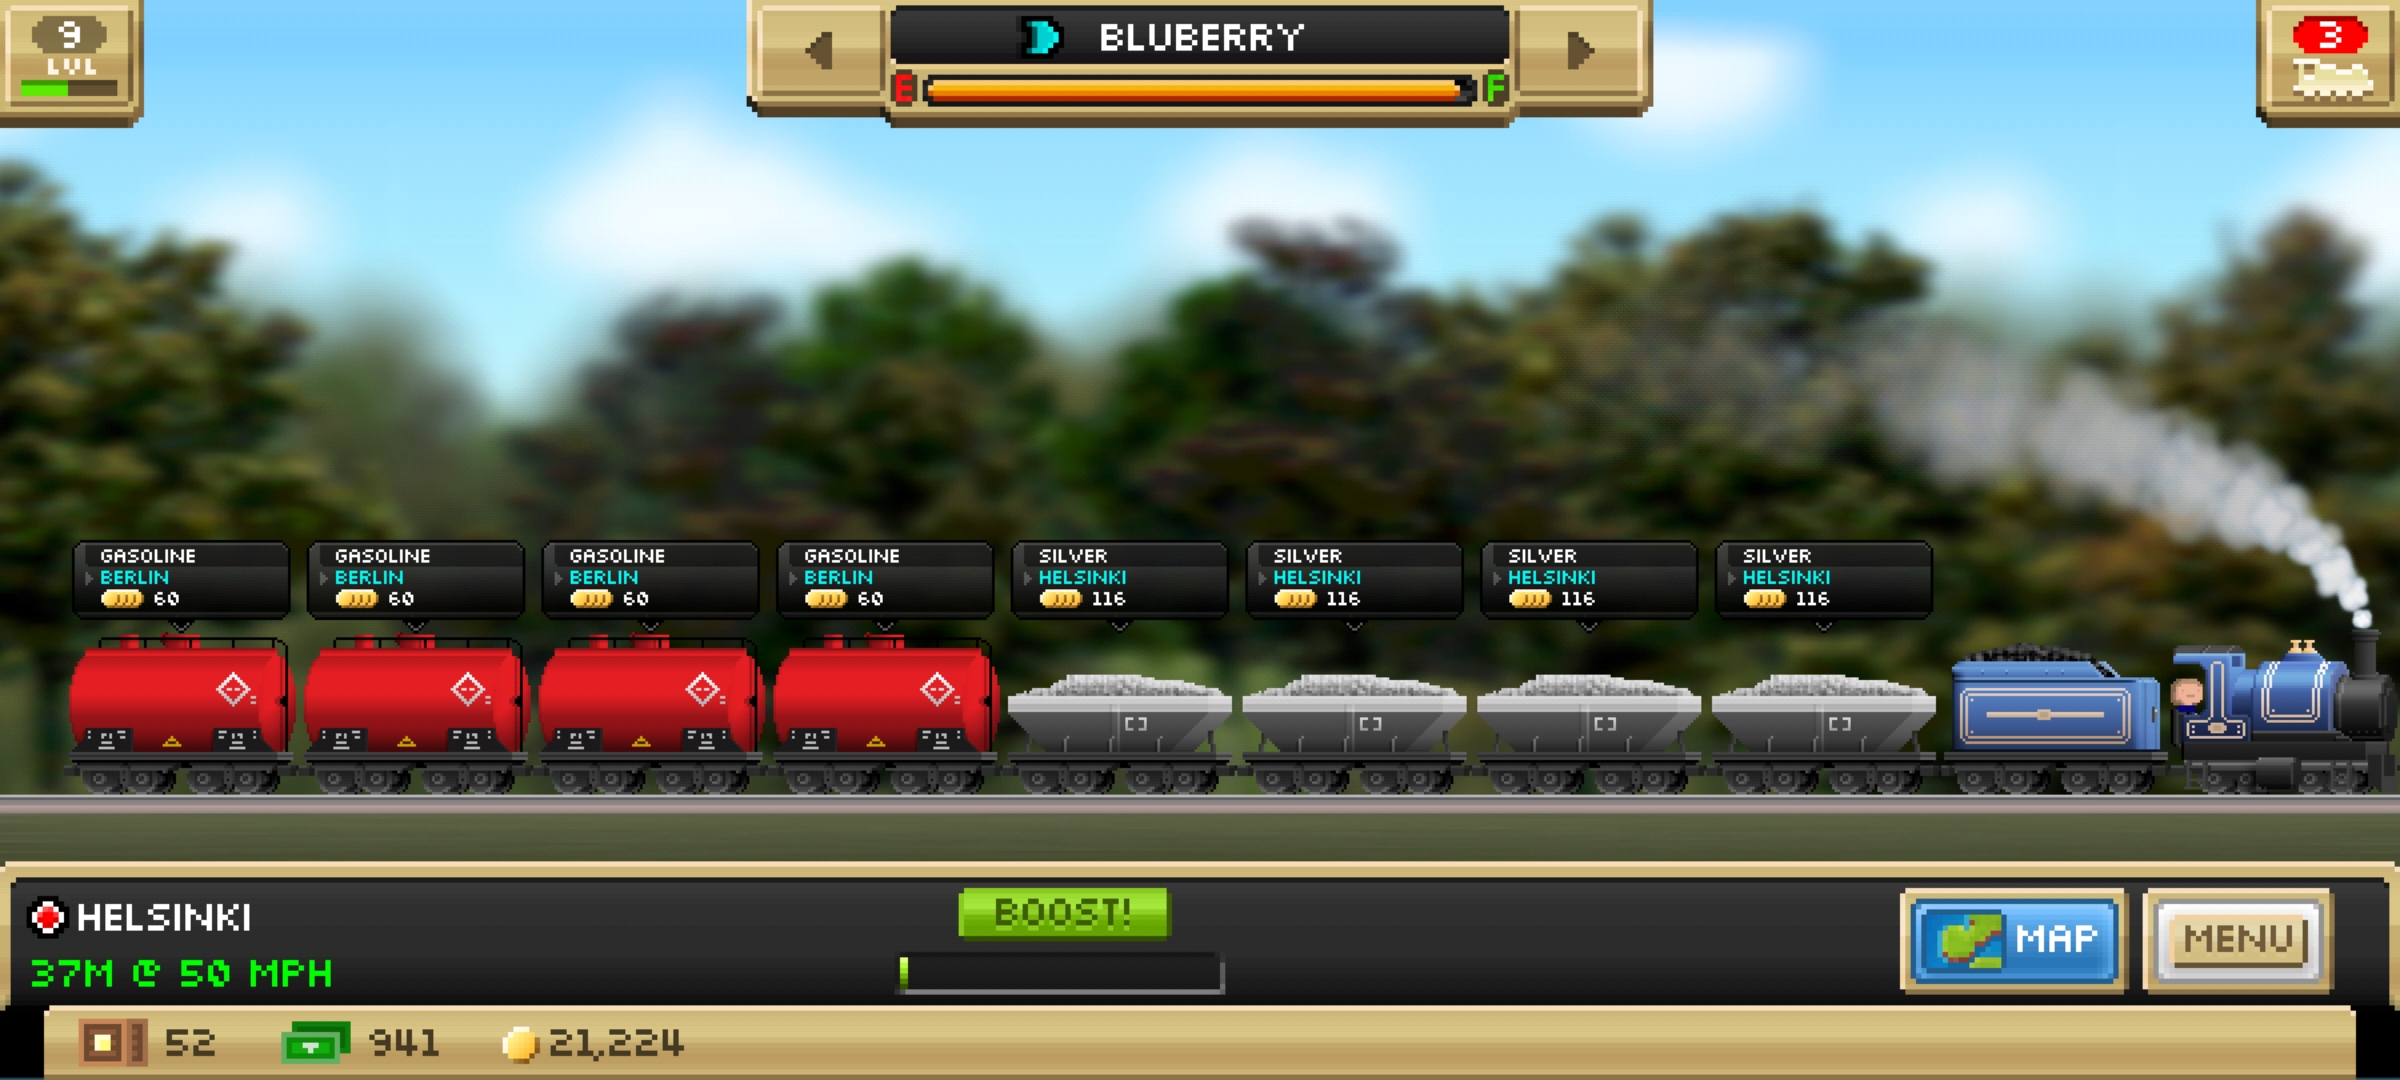 9
LVL
BLUBERRY
E
F
3
GASOLINE
BERLIN
60
GASOLINE
BERLIN
60
GASOLINE
BERLIN
60
GASOLINE
BERLIN
60
SILVER
HELSINKI
116
SILVER
HELSINKI
116
SILVER
HELSINKI
116
SILVER
HELSINKI
116
HELSINKI
37M @ 50 MPH
BOOST!
MAP
MENU
52
941
21,224